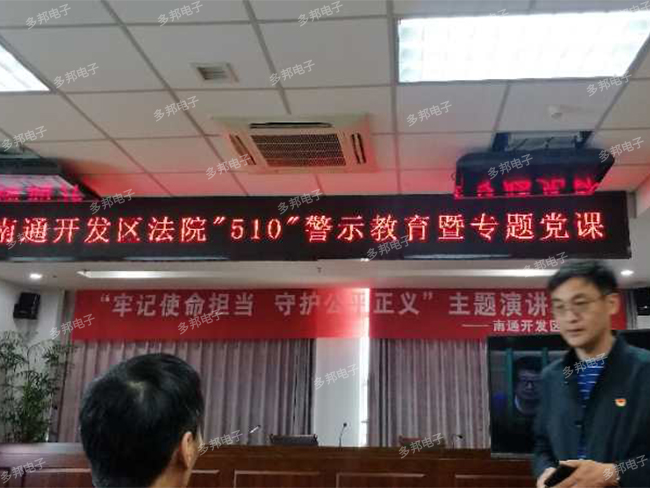 南通开发区法院"510"警示教育暨专题党课
“牢记使命担当 守护公平正义”主题演讲
——南通开发区
多邦电子